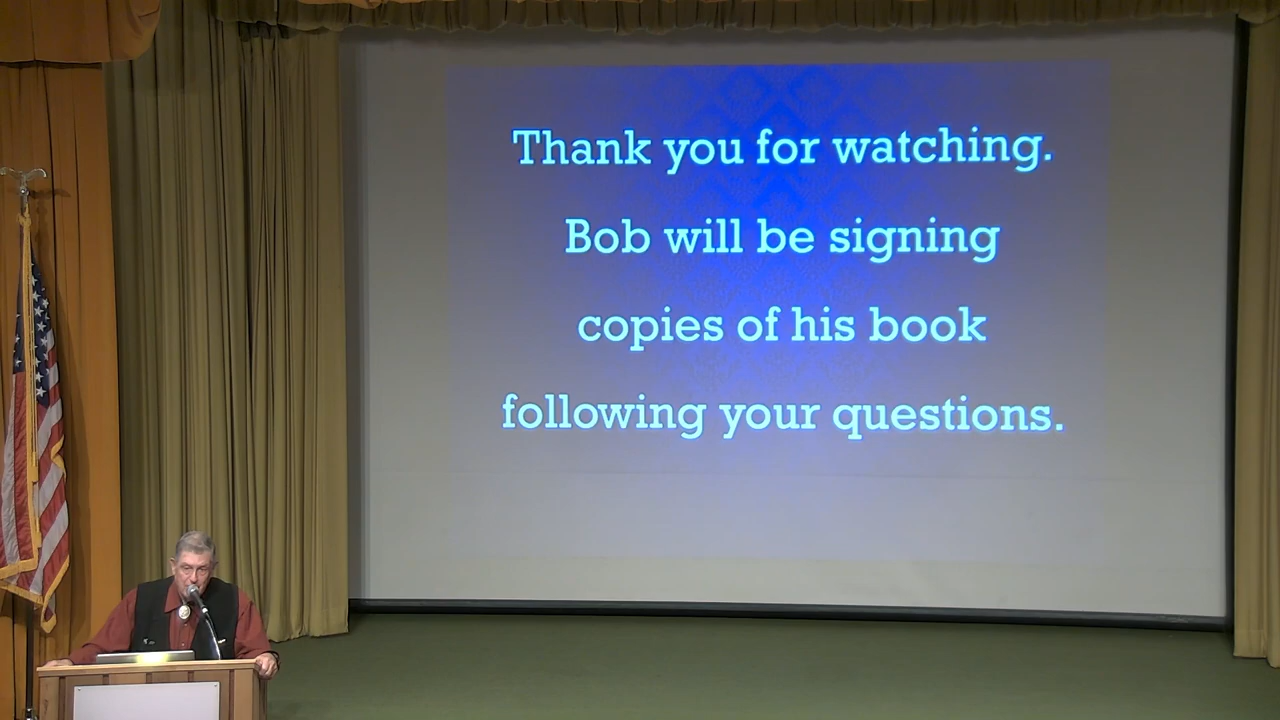 Thank you for watching.
Bob will be signing
copies of his book
following your questions.